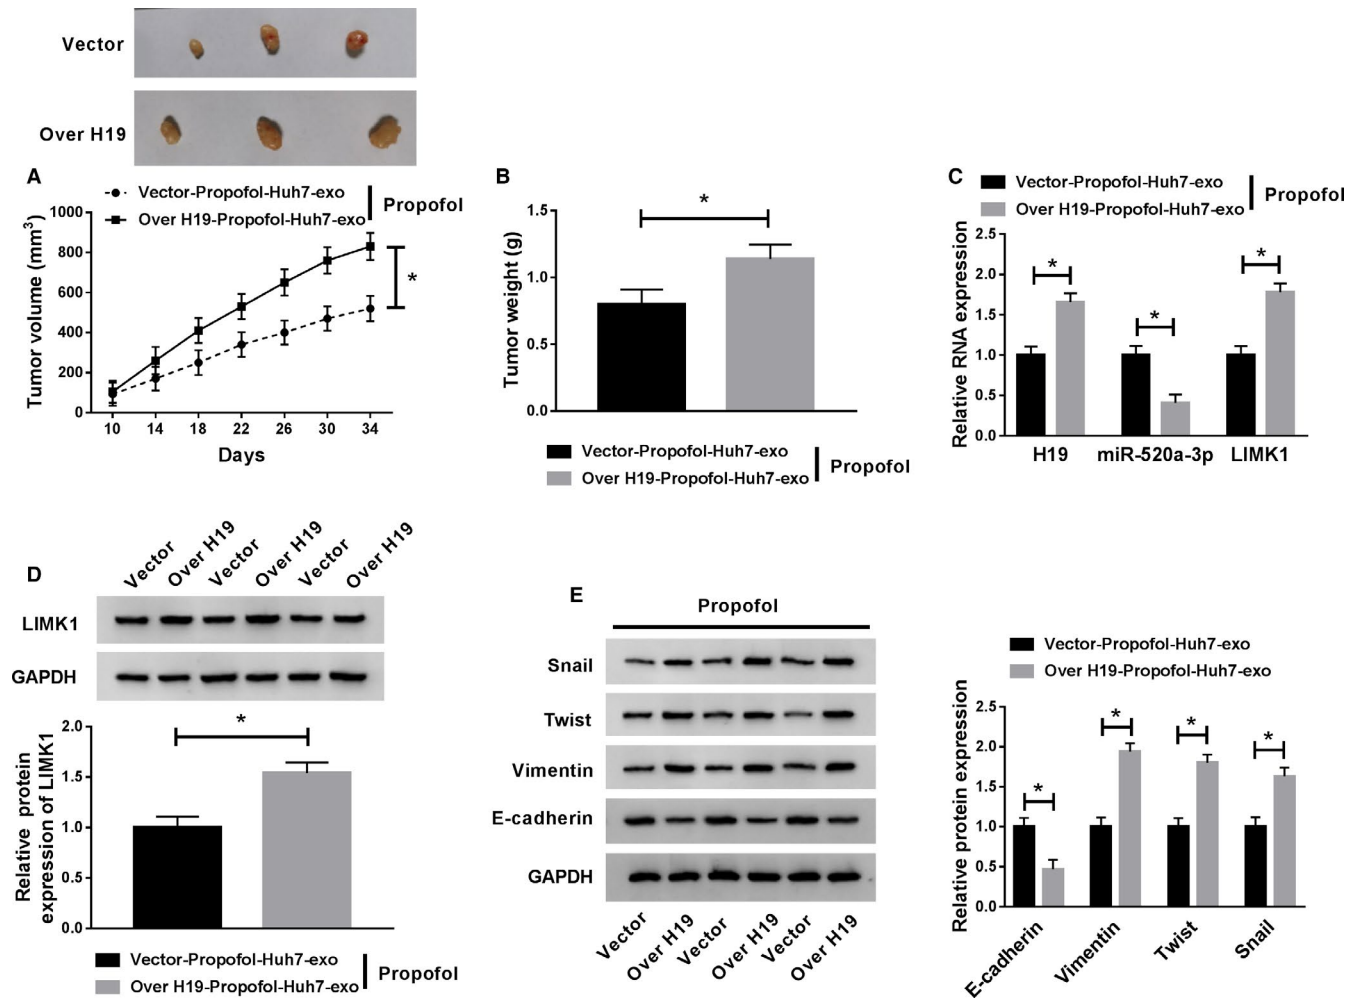 Vector
Over H19
A
Vector-Propofol-Huh7-exo
Over H19-Propofol-Huh7-exo
Propofol
Tumor volume (mm³)
1000
800
600
400
200
0
*
10 14 18 22 26 30 34
Days
B
Tumor weight (g)
1.5
1.0
0.5
0.0
*
Vector-Propofol-Huh7-exo
Over H19-Propofol-Huh7-exo
Propofol
C
Vector-Propofol-Huh7-exo
Over H19-Propofol-Huh7-exo
Propofol
Relative RNA expression
2.5
2.0
1.5
1.0
0.5
0.0
* * *
H19 miR-520a-3p LIMK1
D
Vector Over H19 Vector Over H19 Vector Over H19
LIMK1
GAPDH
Relative protein
expression of LIMK1
2.0
1.5
1.0
0.5
0.0
*
Vector-Propofol-Huh7-exo
Over H19-Propofol-Huh7-exo
Propofol
E
Propofol
Snail
Twist
Vimentin
E-cadherin
GAPDH
Vector Over H19 Vector Over H19 Vector Over H19
Vector-Propofol-Huh7-exo
Over H19-Propofol-Huh7-exo
Relative protein expression
2.5
2.0
1.5
1.0
0.5
0.0
* * * *
E-cadherin Vimentin Twist Snail